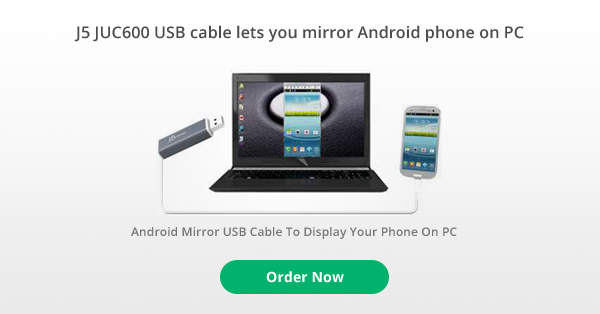 J5 JUC600 USB cable lets you mirror Android phone on PC
Android Mirror USB Cable To Display Your Phone On PC
Order Now